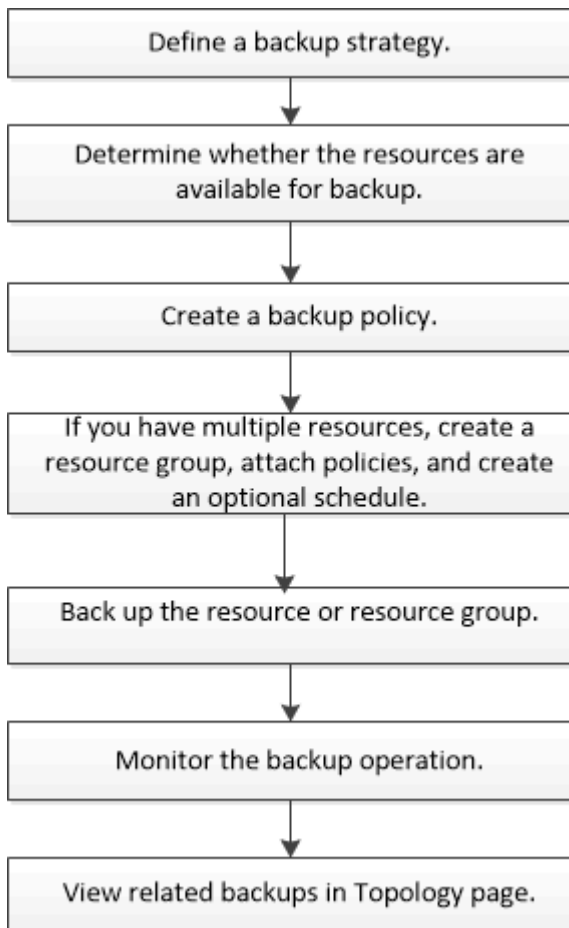 Define a backup strategy.
Determine whether the resources are
available for backup.
Create a backup policy.
If you have multiple resources, create a
resource group, attach policies, and create
an optional schedule.
Back up the resource or resource group.
Monitor the backup operation.
View related backups in Topology page.